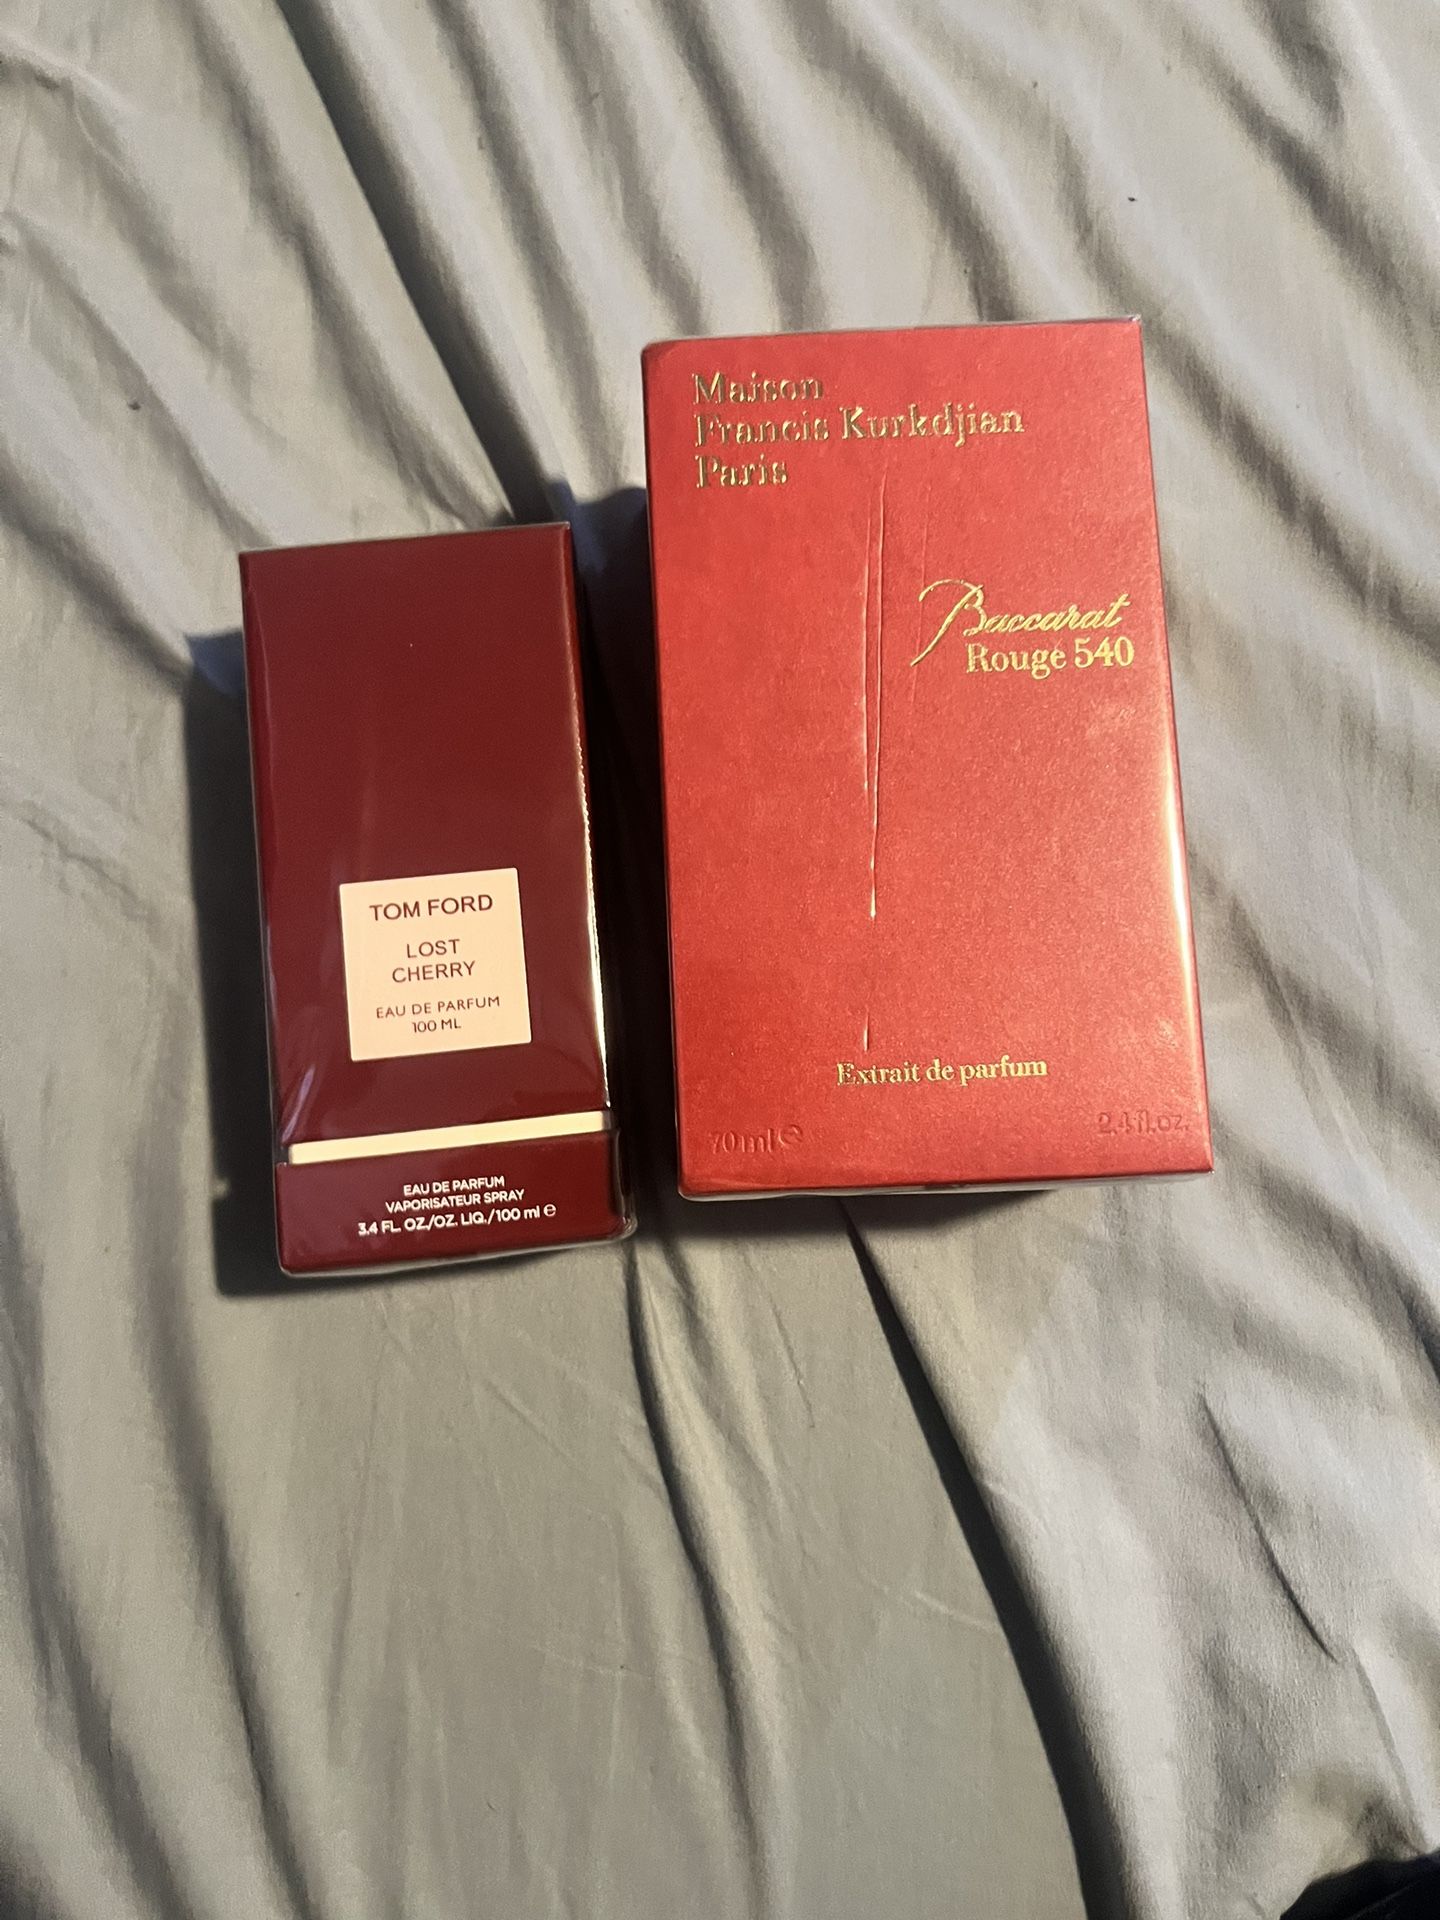 TOM FORD
LOST
CHERRY
EAU DE PARFUM
100 ML
EAU DE PARFUM
VAPORISATEUR SPRAY
3.4 FL. OZ./OZ. LIQ./100 ml ℮
Maison
Francis Kurkdjian
Paris
Baccarat
Rouge 540
Extrait de parfum
70 ml ℮
2.4 fl.oz.